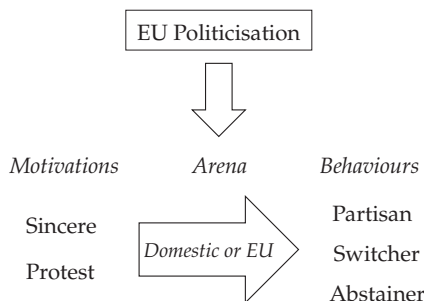 EU Politicisation
Motivations Arena Behaviours
Sincere
Protest
Domestic or EU
Partisan
Switcher
Abstainer